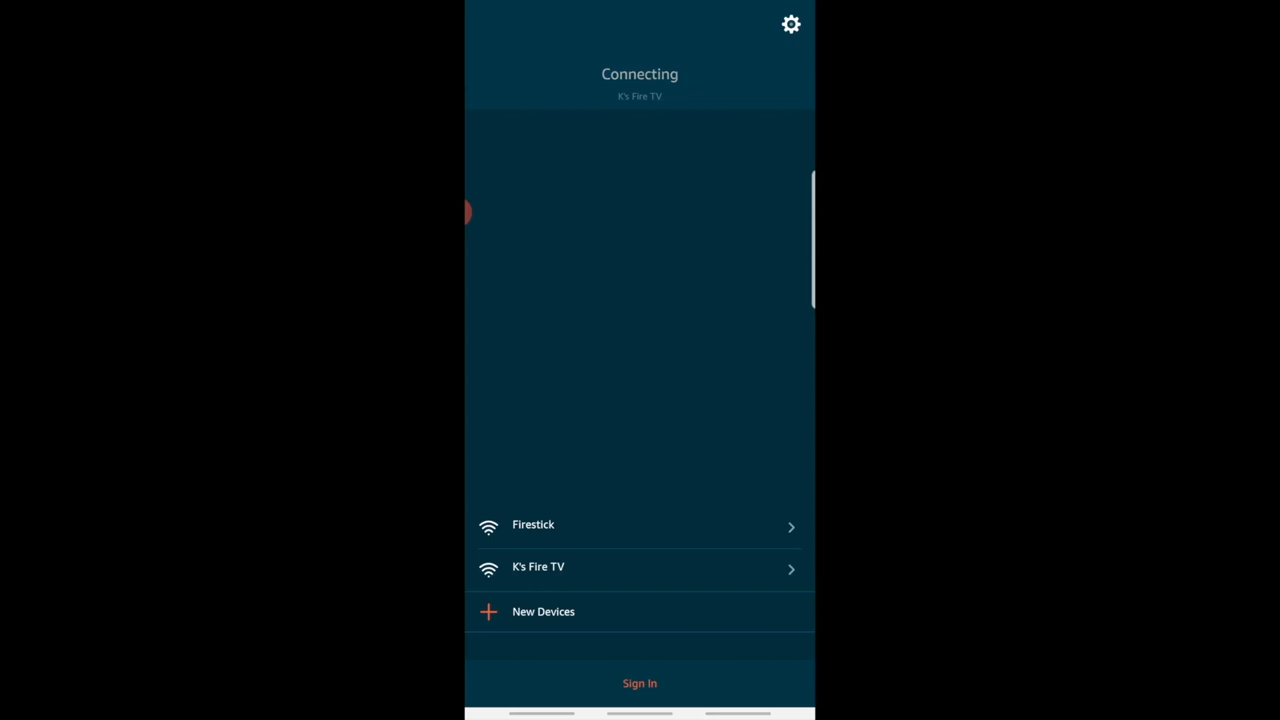 Connecting
K's Fire TV
Firestick
K's Fire TV
New Devices
Sign In